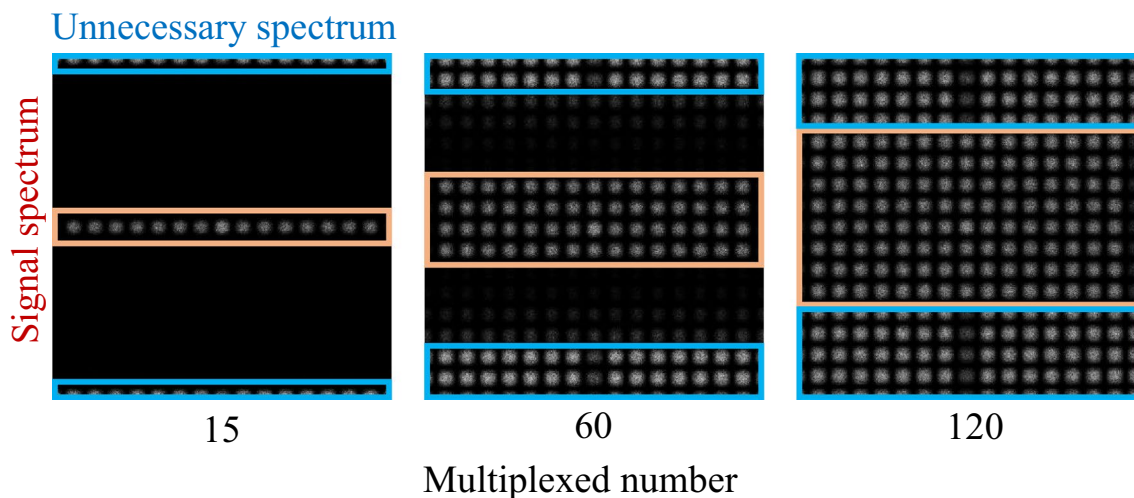 Unnecessary spectrum
Signal spectrum
15
60
120
Multiplexed number